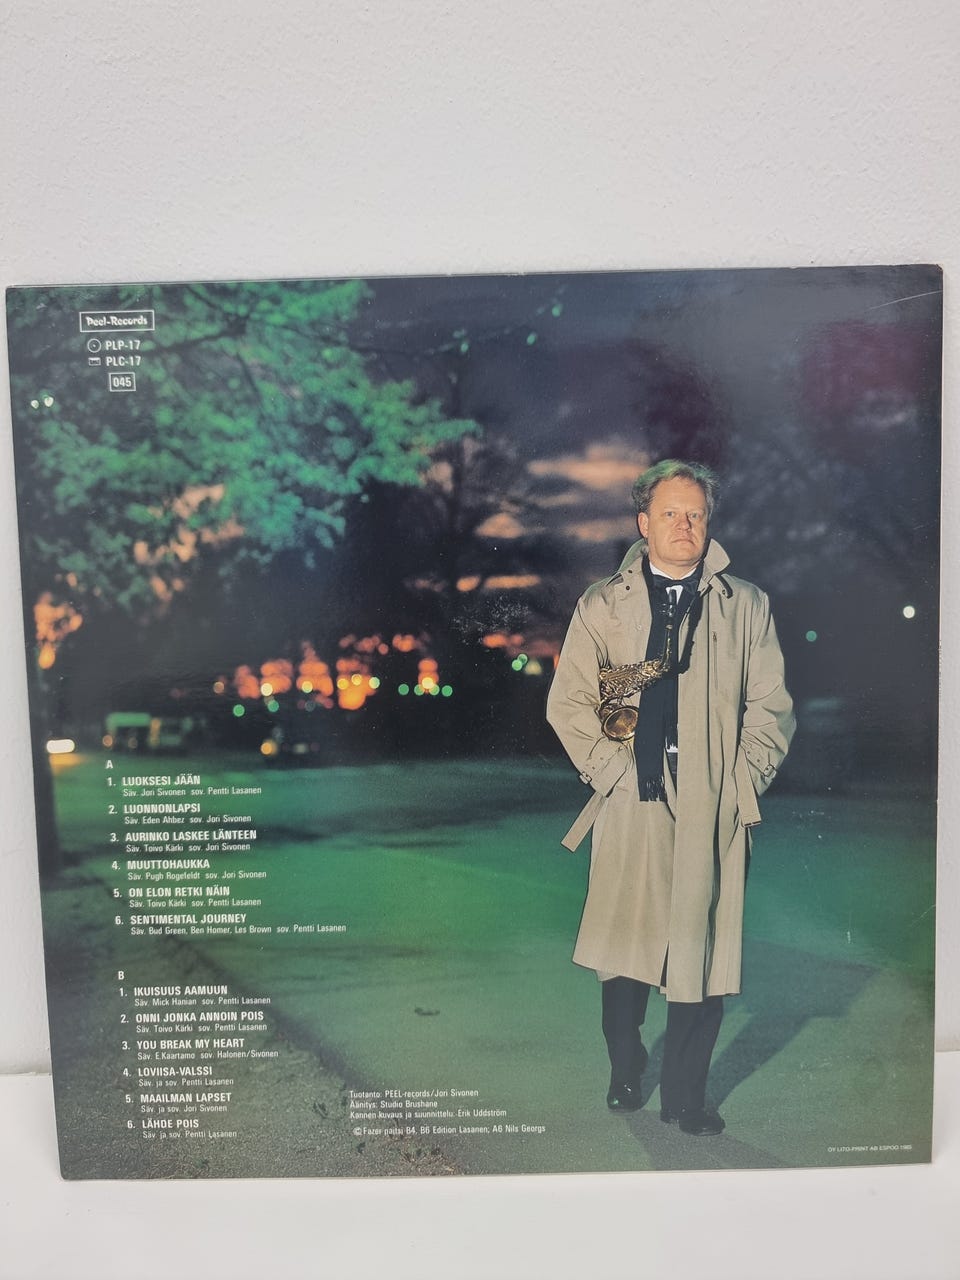 Peel-Records
PLP-17
PLC-17
045
A
1. LUOKSESI JÄÄN
Säv. Jori Sivonen sov. Pentti Lasanen
2. LUONNONLAPSI
Säv. Eden Ahbez sov. Jori Sivonen
3. AURINKO LASKEE LÄNTEEN
Säv. Toivo Kärki sov. Jori Sivonen
4. MUUTTOHAUKKA
Säv. Pugh Rogefeldt sov. Jori Sivonen
5. ON ELON RETKI NÄIN
Säv. Toivo Kärki sov. Pentti Lasanen
6. SENTIMENTAL JOURNEY
Säv. Bud Green, Ben Homer, Les Brown sov. Pentti Lasanen
B
1. IKUISUUS AAMUUN
Säv. Mick Hanian sov. Pentti Lasanen
2. ONNI JONKA ANNOIN POIS
Säv. Toivo Kärki sov. Pentti Lasanen
3. YOU BREAK MY HEART
Säv. E.Kaartamo sov. Halonen/Sivonen
4. LOVIISA-VALSSI
Säv. ja sov. Pentti Lasanen
5. MAAILMAN LAPSET
Säv. ja sov. Jori Sivonen
6. LÄHDE POIS
Säv. ja sov. Pentti Lasanen
Tuotanto: PEEL-records/Jori Sivonen
Äänitys: Studio Brushane
Kannen kuvaus ja suunnittelu: Erik Uddström
© Fazer paitsi B4, B6 Edition Lasanen; A6 Nils Georgs
OY LITO-PRINT AB ESPOO 1985